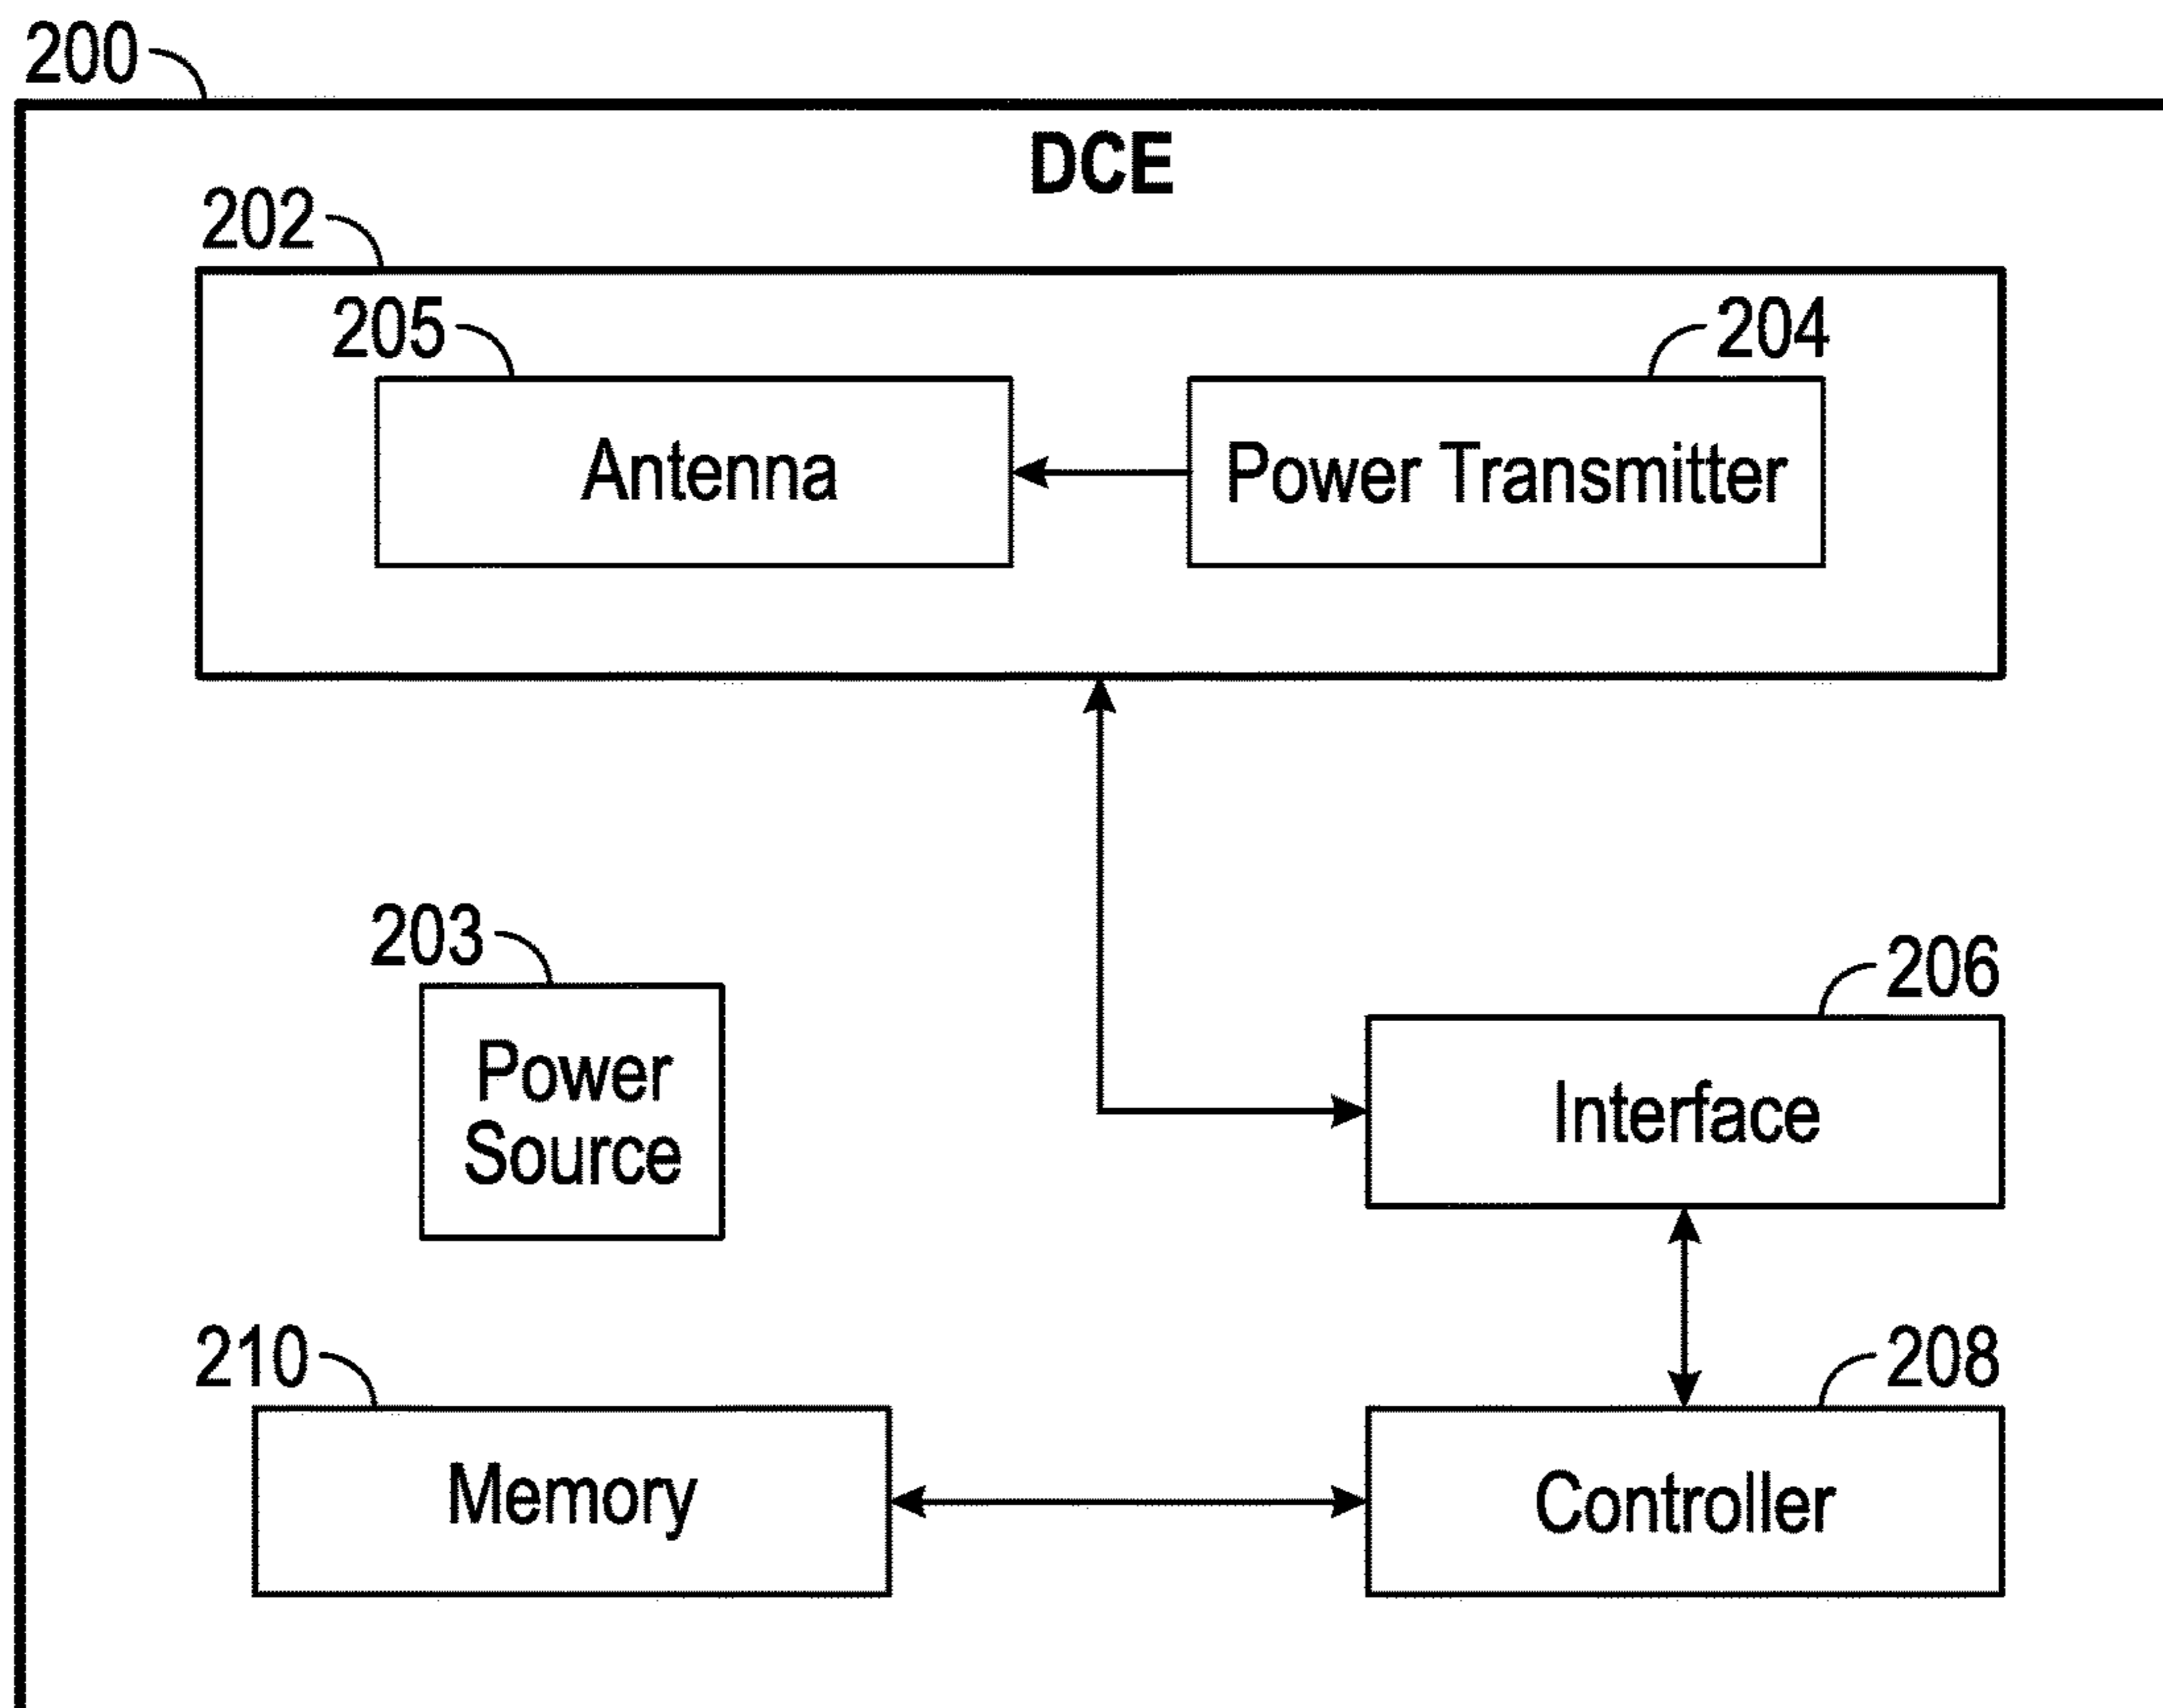 200
DCE
202
205
204
Antenna
Power Transmitter
203
206
Power
Source
Interface
210
208
Memory
Controller